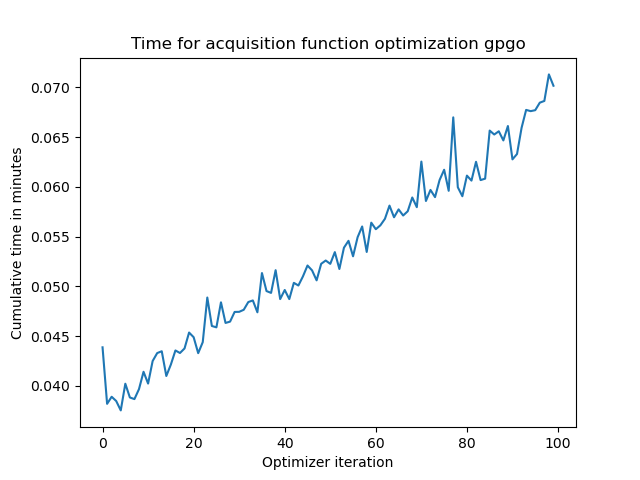 Time for acquisition function optimization gpgo
Cumulative time in minutes
0.070
0.065
0.060
0.055
0.050
0.045
0.040
0 20 40 60 80 100
Optimizer iteration